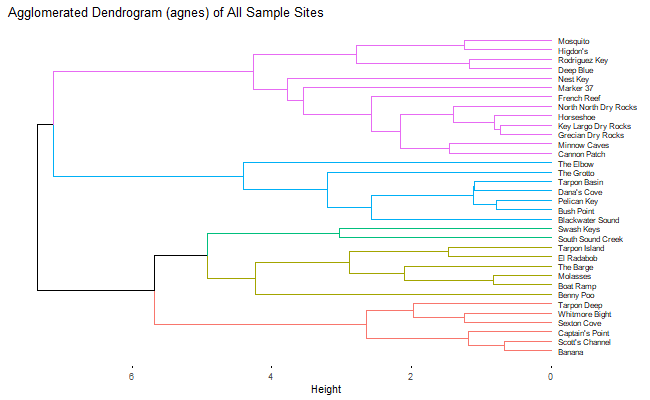 Agglomerated Dendrogram (agnes) of All Sample Sites
Mosquito
Higdon's
Rodriguez Key
Deep Blue
Nest Key
Marker 37
French Reef
North North Dry Rocks
Horseshoe
Key Largo Dry Rocks
Grecian Dry Rocks
Minnow Caves
Cannon Patch
The Elbow
The Grotto
Tarpon Basin
Dana's Cove
Pelican Key
Bush Point
Blackwater Sound
Swash Keys
South Sound Creek
Tarpon Island
El Radabob
The Barge
Molasses
Boat Ramp
Benny Poo
Tarpon Deep
Whitmore Bight
Sexton Cove
Captain's Point
Scott's Channel
Banana
6 4 2 0
Height